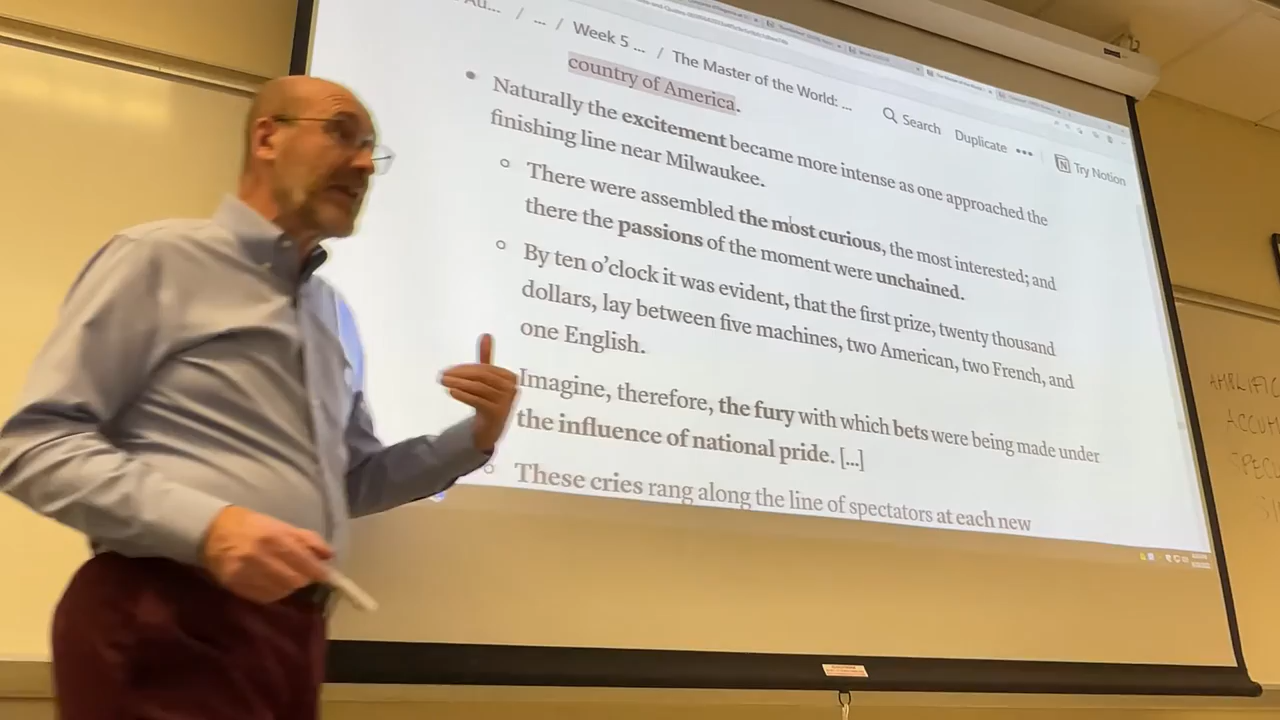 Au... / ... / Week 5 ... / The Master of the World: ...
Search Duplicate ••• Try Notion
country of America.
Naturally the excitement became more intense as one approached the
finishing line near Milwaukee.
There were assembled the most curious, the most interested; and
there the passions of the moment were unchained.
By ten o’clock it was evident, that the first prize, twenty thousand
dollars, lay between five machines, two American, two French, and
one English.
Imagine, therefore, the fury with which bets were being made under
the influence of national pride. [...]
These cries rang along the line of spectators at each new